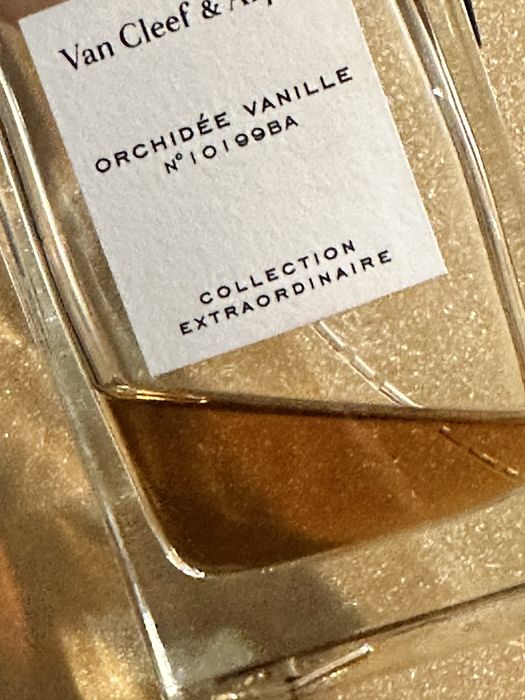 Van Cleef &
ORCHIDÉE VANILLE
N°10199BA
COLLECTION
EXTRAORDINAIRE